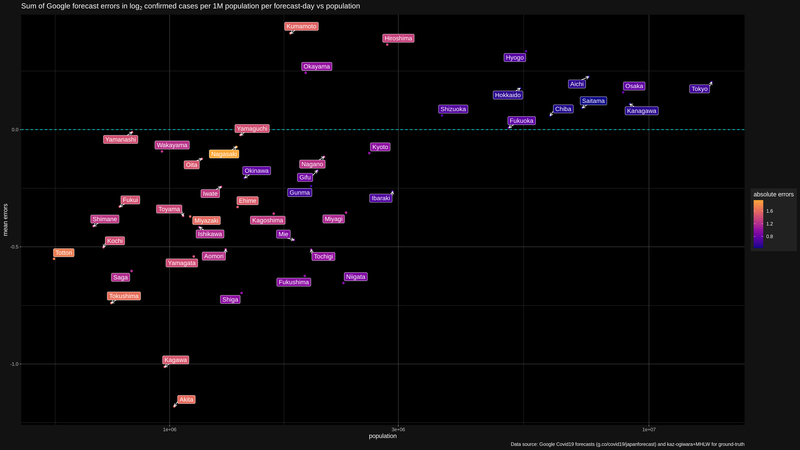 Sum of Google forecast errors in log2 confirmed cases per 1M population per forecast-day vs population
Kumamoto
Hiroshima
Hyogo
Okayama
Aichi
Osaka
Tokyo
Hokkaido
Saitama
Shizuoka
Chiba
Kanagawa
Fukuoka
0.0
Yamaguchi
Yamanashi
Wakayama
Kyoto
Nagasaki
Oita
Nagano
Okinawa
Gifu
Iwate
Gunma
Ibaraki
absolute errors
1.6
1.2
0.8
Fukui
Ehime
Toyama
Shimane
Miyazaki
Kagoshima
Miyagi
mean errors
Ishikawa
Mie
Kochi
-0.5
Tottori
Aomori
Tochigi
Yamagata
Saga
Fukushima
Niigata
Tokushima
Shiga
Kagawa
-1.0
Akita
1e+06
3e+06
1e+07
population
Data source: Google Covid19 forecasts (g.co/covid19/japanforecast) and kaz-ogiwara+MHLW for ground-truth